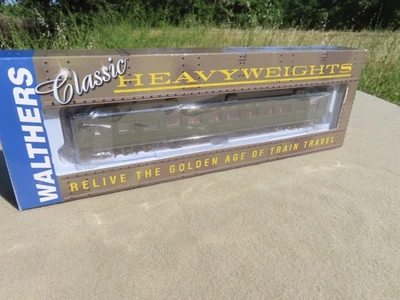 WALTHERS
Classic
HEAVYWEIGHTS
RELIVE THE GOLDEN AGE OF TRAIN TRAVEL